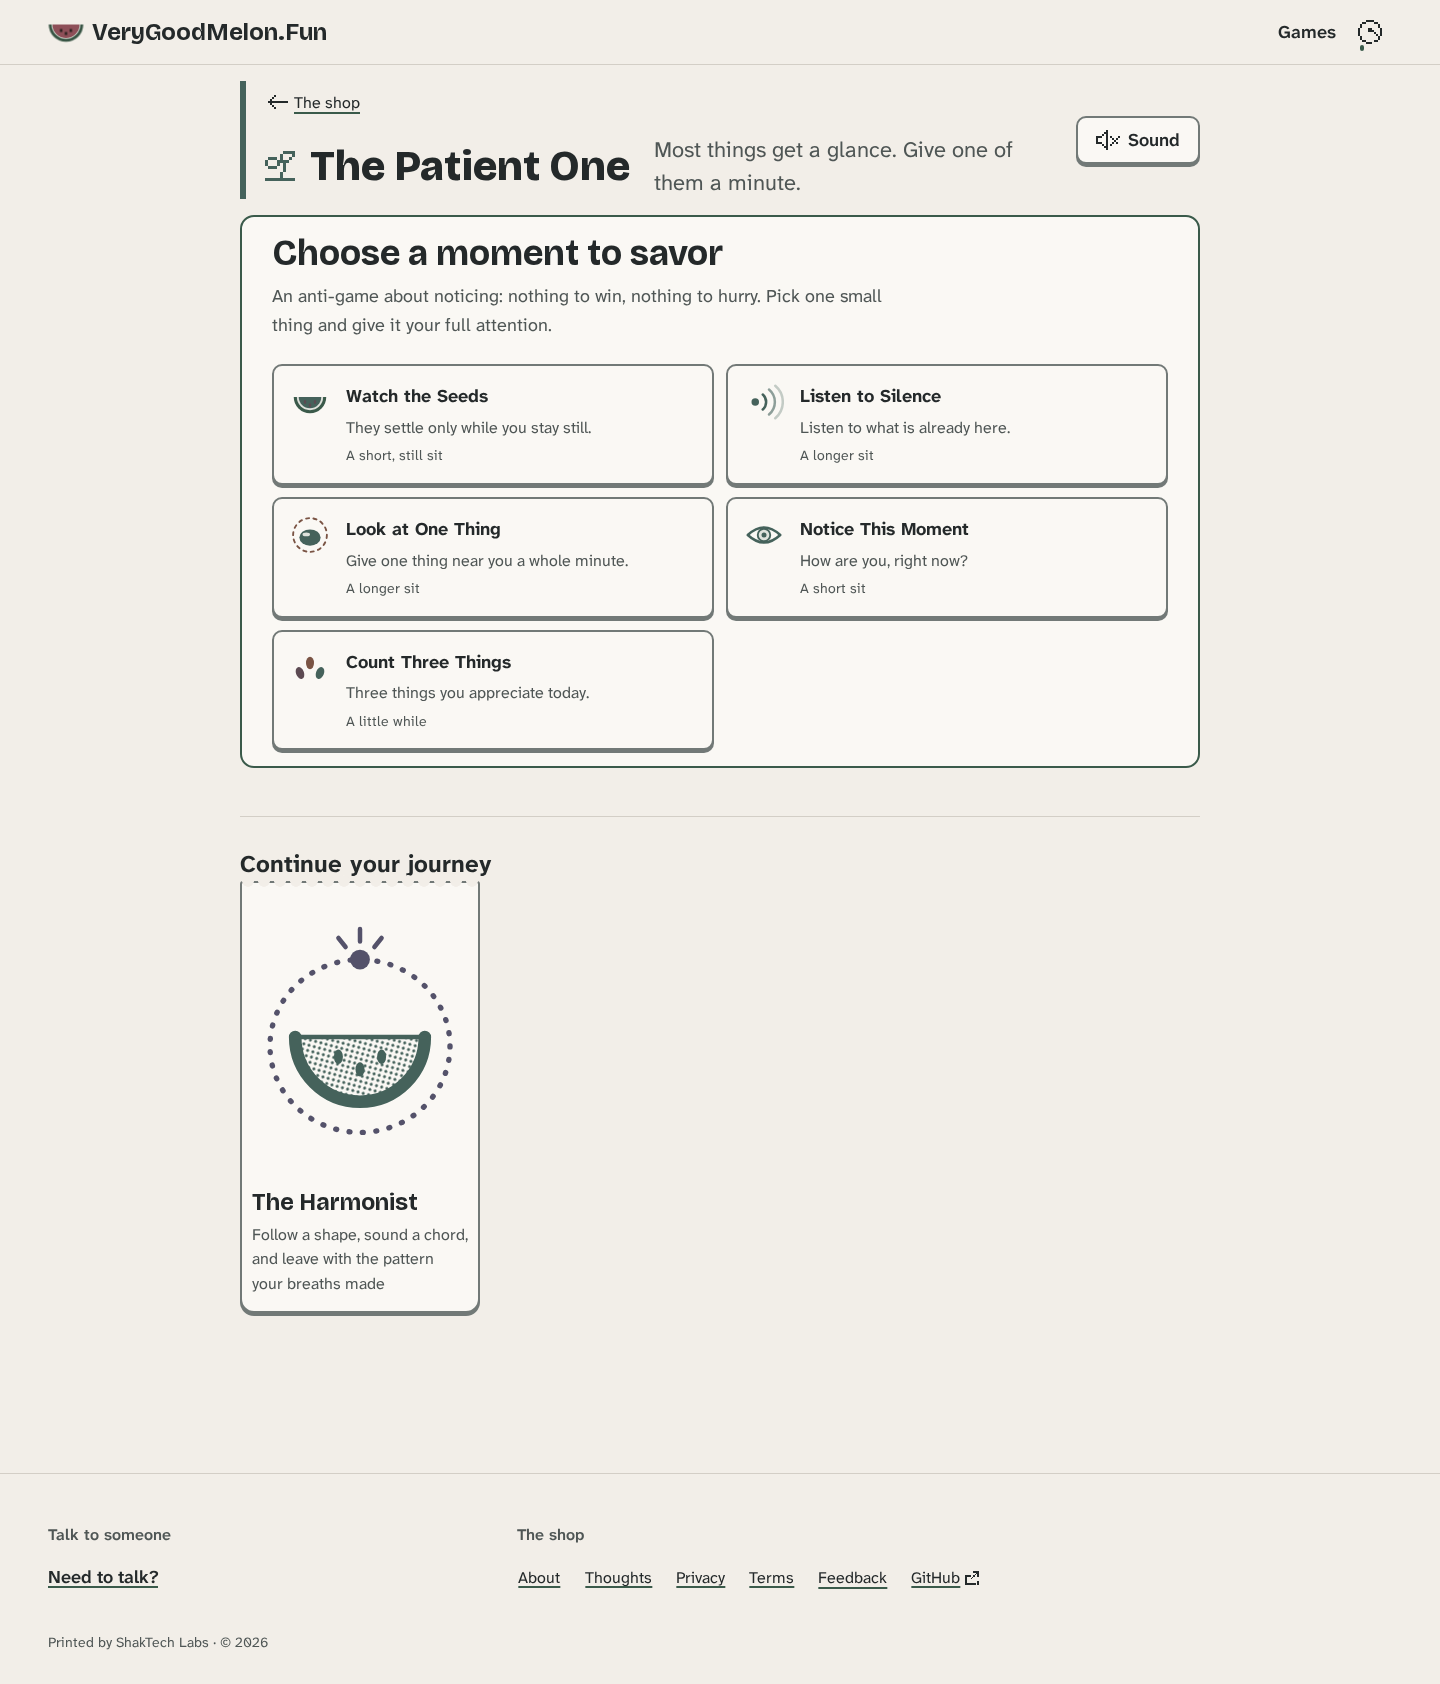 VeryGoodMelon.Fun
Games
The shop
The Patient One
Most things get a glance. Give one of
them a minute.
Sound
Choose a moment to savor
An anti-game about noticing: nothing to win, nothing to hurry. Pick one small
thing and give it your full attention.
Watch the Seeds
They settle only while you stay still.
A short, still sit
Listen to Silence
Listen to what is already here.
A longer sit
Look at One Thing
Give one thing near you a whole minute.
A longer sit
Notice This Moment
How are you, right now?
A short sit
Count Three Things
Three things you appreciate today.
A little while
Continue your journey
The Harmonist
Follow a shape, sound a chord,
and leave with the pattern
your breaths made
Talk to someone
Need to talk?
The shop
About Thoughts Privacy Terms Feedback GitHub
Printed by ShakTech Labs · © 2026